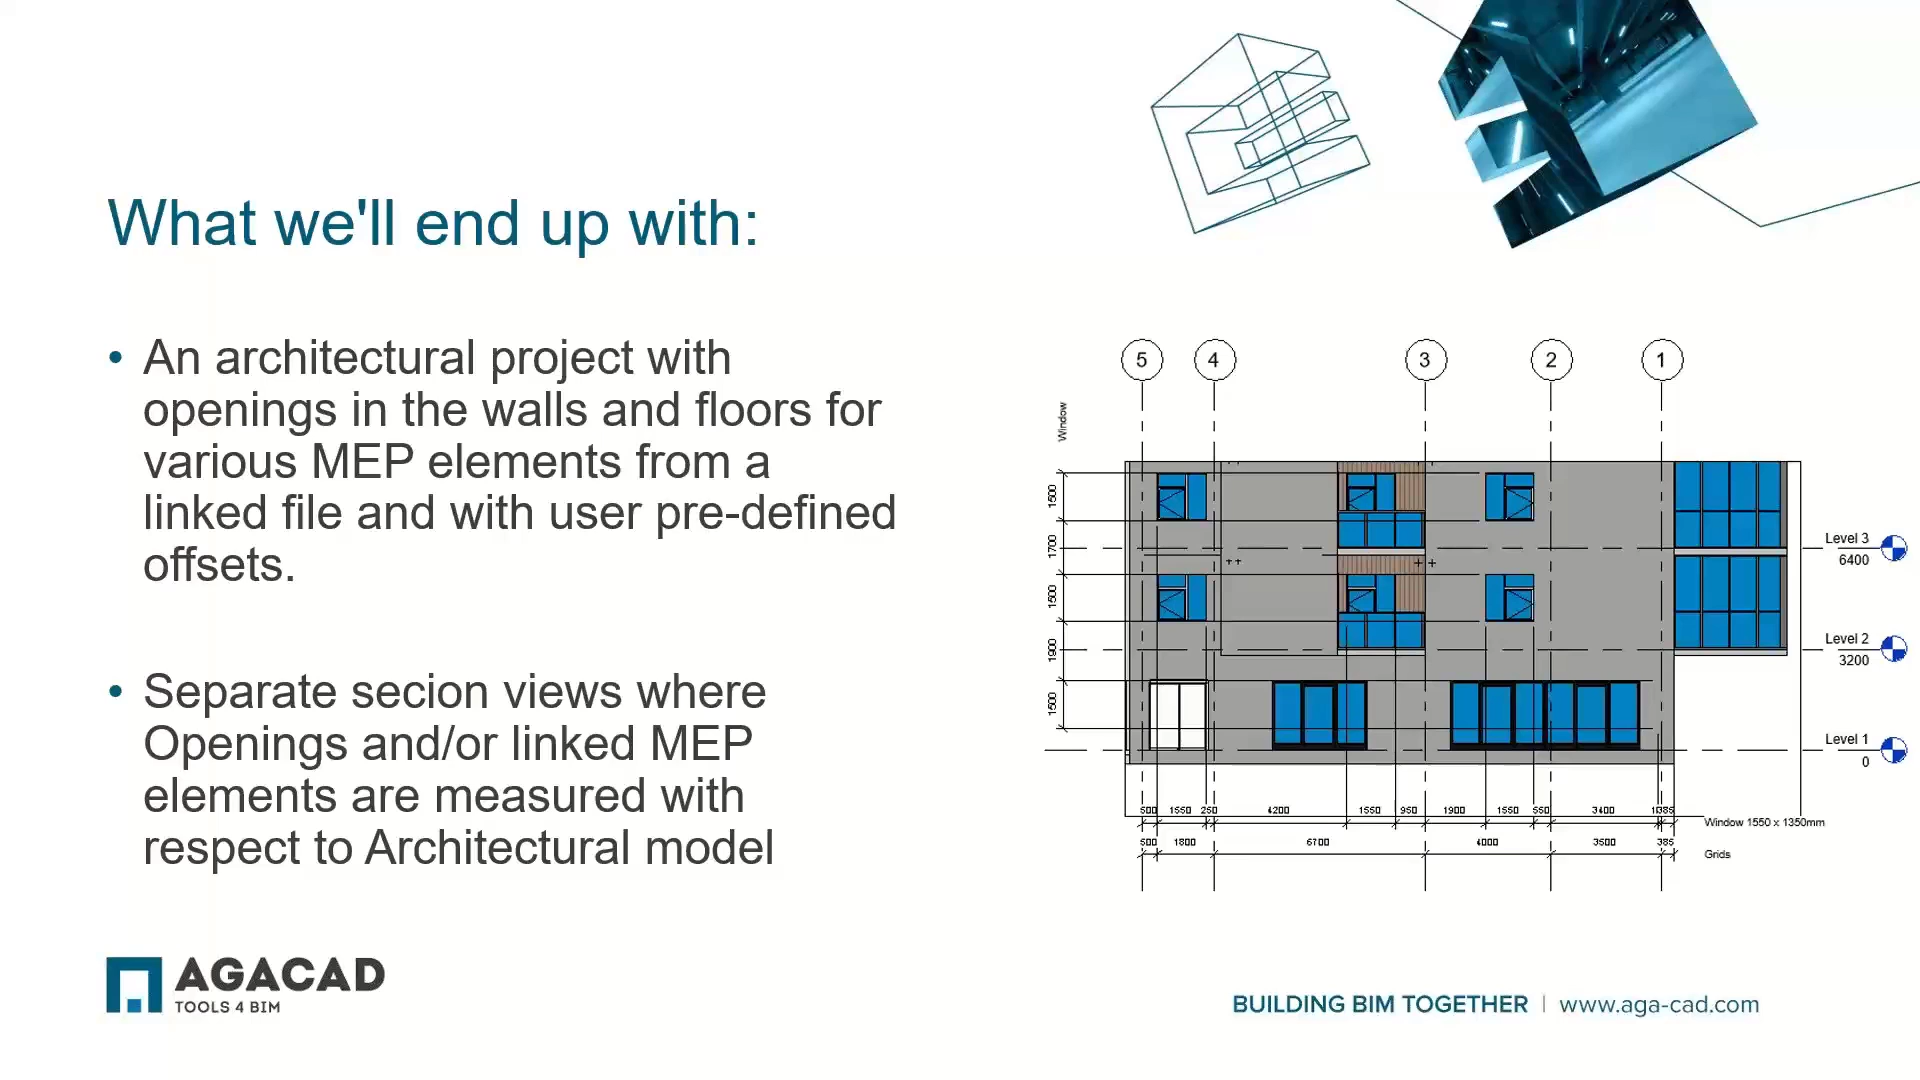 What we'll end up with:
• An architectural project with
openings in the walls and floors for
various MEP elements from a
linked file and with user pre-defined
offsets.
• Separate secion views where
Openings and/or linked MEP
elements are measured with
respect to Architectural model
5 4 3 2 1
Window
1500
1700
1500
1900
1500
Level 3
6400
Level 2
3200
Level 1
0
500 1550 250 4200 1550 950 1900 1550 550 3400 1385
Window 1550 x 1350mm
500 1800 6700 4000 3500 385
Grids
AGACAD
TOOLS 4 BIM
BUILDING BIM TOGETHER | www.aga-cad.com